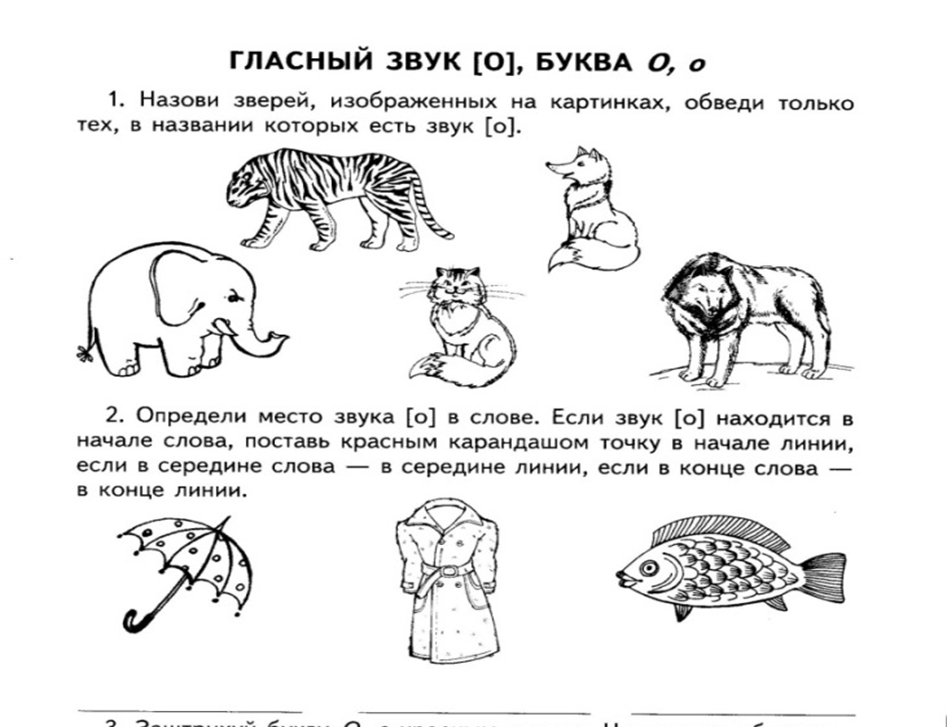 ГЛАСНЫЙ ЗВУК [О], БУКВА О, о
1. Назови зверей, изображенных на картинках, обведи только
тех, в названии которых есть звук [о].
2. Определи место звука [о] в слове. Если звук [о] находится в
начале слова, поставь красным карандашом точку в начале линии,
если в середине слова — в середине линии, если в конце слова —
в конце линии.